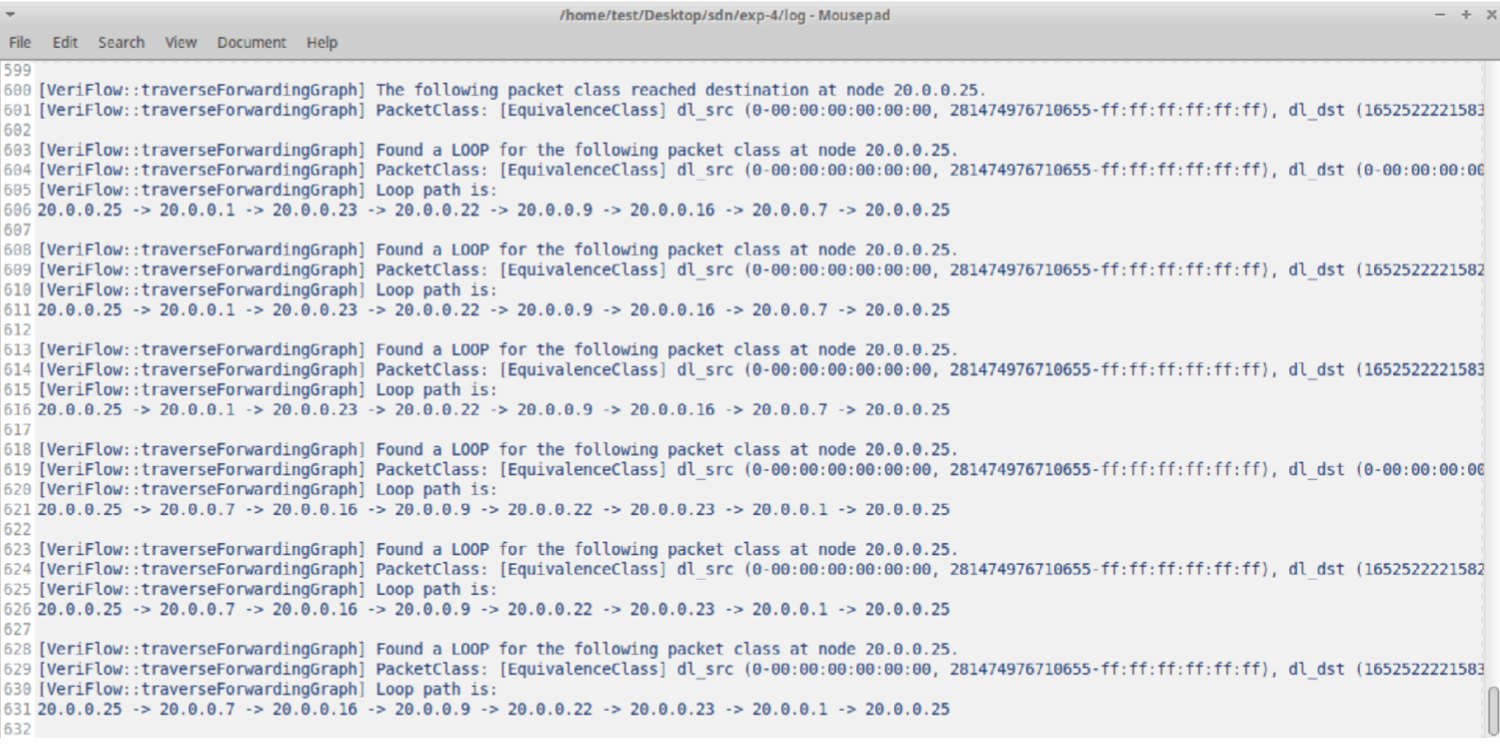 /home/test/Desktop/sdn/exp-4/log - Mousepad
File Edit Search View Document Help
599
600 [VeriFlow::traverseForwardingGraph] The following packet class reached destination at node 20.0.0.25.
601 [VeriFlow::traverseForwardingGraph] PacketClass: [EquivalenceClass] dl_src (0-00:00:00:00:00:00, 281474976710655-ff:ff:ff:ff:ff:ff), dl_dst (1652522221583
602
603 [VeriFlow::traverseForwardingGraph] Found a LOOP for the following packet class at node 20.0.0.25.
604 [VeriFlow::traverseForwardingGraph] PacketClass: [EquivalenceClass] dl_src (0-00:00:00:00:00:00, 281474976710655-ff:ff:ff:ff:ff:ff), dl_dst (0-00:00:00:00
605 [VeriFlow::traverseForwardingGraph] Loop path is:
606 20.0.0.25 -> 20.0.0.1 -> 20.0.0.23 -> 20.0.0.22 -> 20.0.0.9 -> 20.0.0.16 -> 20.0.0.7 -> 20.0.0.25
607
608 [VeriFlow::traverseForwardingGraph] Found a LOOP for the following packet class at node 20.0.0.25.
609 [VeriFlow::traverseForwardingGraph] PacketClass: [EquivalenceClass] dl_src (0-00:00:00:00:00:00, 281474976710655-ff:ff:ff:ff:ff:ff), dl_dst (1652522221582
610 [VeriFlow::traverseForwardingGraph] Loop path is:
611 20.0.0.25 -> 20.0.0.1 -> 20.0.0.23 -> 20.0.0.22 -> 20.0.0.9 -> 20.0.0.16 -> 20.0.0.7 -> 20.0.0.25
612
613 [VeriFlow::traverseForwardingGraph] Found a LOOP for the following packet class at node 20.0.0.25.
614 [VeriFlow::traverseForwardingGraph] PacketClass: [EquivalenceClass] dl_src (0-00:00:00:00:00:00, 281474976710655-ff:ff:ff:ff:ff:ff), dl_dst (1652522221583
615 [VeriFlow::traverseForwardingGraph] Loop path is:
616 20.0.0.25 -> 20.0.0.1 -> 20.0.0.23 -> 20.0.0.22 -> 20.0.0.9 -> 20.0.0.16 -> 20.0.0.7 -> 20.0.0.25
617
618 [VeriFlow::traverseForwardingGraph] Found a LOOP for the following packet class at node 20.0.0.25.
619 [VeriFlow::traverseForwardingGraph] PacketClass: [EquivalenceClass] dl_src (0-00:00:00:00:00:00, 281474976710655-ff:ff:ff:ff:ff:ff), dl_dst (0-00:00:00:00
620 [VeriFlow::traverseForwardingGraph] Loop path is:
621 20.0.0.25 -> 20.0.0.7 -> 20.0.0.16 -> 20.0.0.9 -> 20.0.0.22 -> 20.0.0.23 -> 20.0.0.1 -> 20.0.0.25
622
623 [VeriFlow::traverseForwardingGraph] Found a LOOP for the following packet class at node 20.0.0.25.
624 [VeriFlow::traverseForwardingGraph] PacketClass: [EquivalenceClass] dl_src (0-00:00:00:00:00:00, 281474976710655-ff:ff:ff:ff:ff:ff), dl_dst (1652522221582
625 [VeriFlow::traverseForwardingGraph] Loop path is:
626 20.0.0.25 -> 20.0.0.7 -> 20.0.0.16 -> 20.0.0.9 -> 20.0.0.22 -> 20.0.0.23 -> 20.0.0.1 -> 20.0.0.25
627
628 [VeriFlow::traverseForwardingGraph] Found a LOOP for the following packet class at node 20.0.0.25.
629 [VeriFlow::traverseForwardingGraph] PacketClass: [EquivalenceClass] dl_src (0-00:00:00:00:00:00, 281474976710655-ff:ff:ff:ff:ff:ff), dl_dst (1652522221583
630 [VeriFlow::traverseForwardingGraph] Loop path is:
631 20.0.0.25 -> 20.0.0.7 -> 20.0.0.16 -> 20.0.0.9 -> 20.0.0.22 -> 20.0.0.23 -> 20.0.0.1 -> 20.0.0.25
632